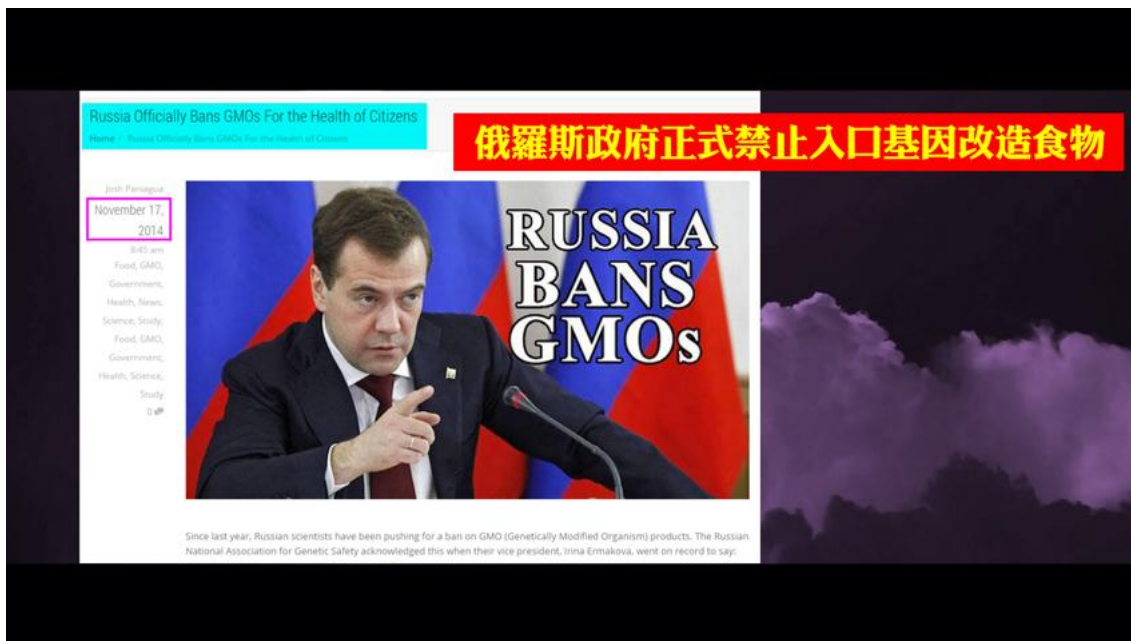 Russia Officially Bans GMOs For the Health of Citizens
Home / Russia Officially Bans GMOs For the Health of Citizens
俄羅斯政府正式禁止入口基因改造食物
Josh Paniagua
November 17,
2014
8:45 am
Food, GMO,
Government,
Health, News,
Science, Study,
Food, GMO,
Government,
Health, Science,
Study
0
RUSSIA
BANS
GMOs
Since last year, Russian scientists have been pushing for a ban on GMO (Genetically Modified Organism) products. The Russian
National Association for Genetic Safety acknowledged this when their vice president, Irina Ermakova, went on record to say: